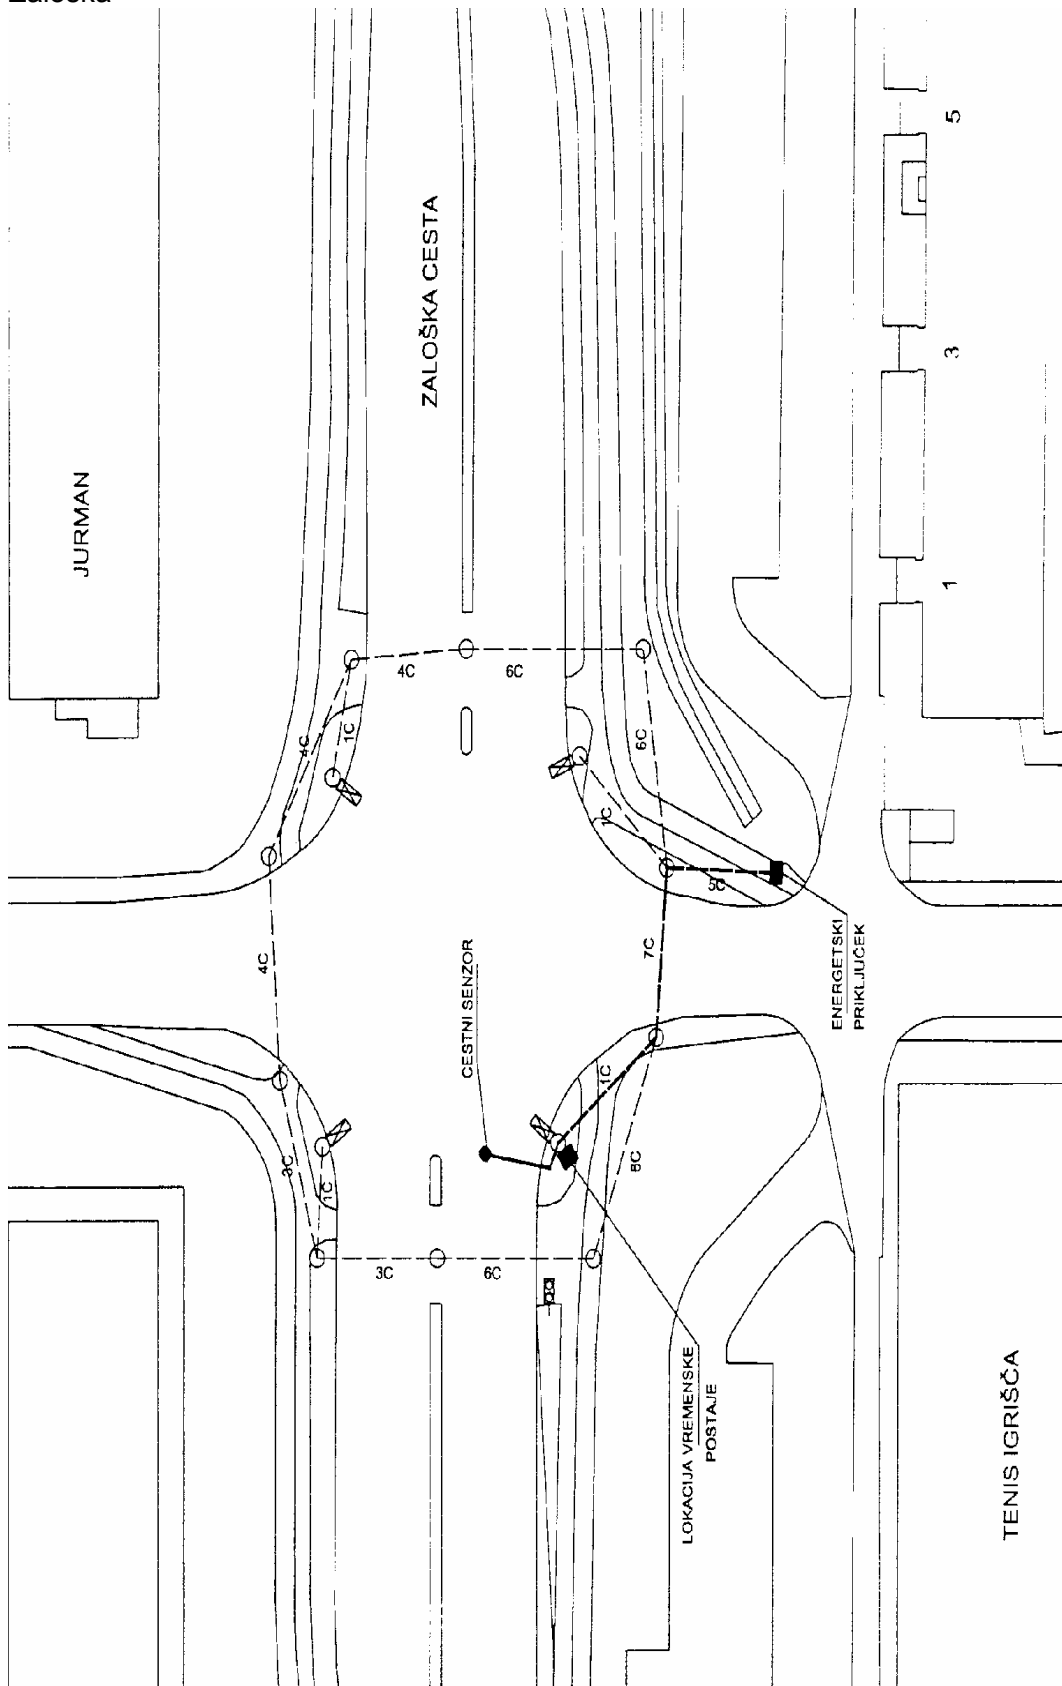 Zaloška
ZALOŠKA CESTA
JURMAN
5
3
1
4C
6C
4C
1C
6C
1C
5C
4C
7C
CESTNI SENZOR
ENERGETSKI
PRIKLJUČEK
1C
3C
1C
8C
3C
6C
LOKACIJA VREMENSKE
POSTAJE
TENIS IGRIŠČA